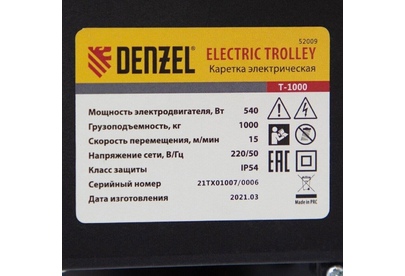 52009
DENZEL ELECTRIC TROLLEY
Каретка электрическая
T-1000
Мощность электродвигателя, Вт 540
Грузоподъемность, кг 1000
Скорость перемещения, м/мин 15
Напряжение сети, В/Гц 220/50
Класс защиты IP54
Серийный номер 21TX01007/0006
Дата изготовления 2021.03
EAC
Made in PRC